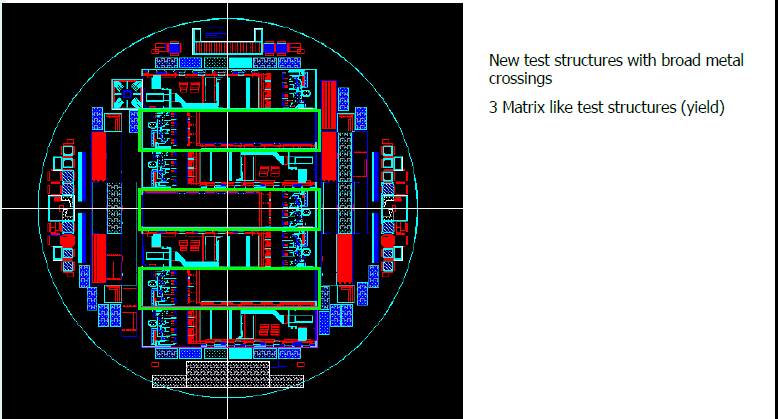 New test structures with broad metal
crossings
3 Matrix like test structures (yield)